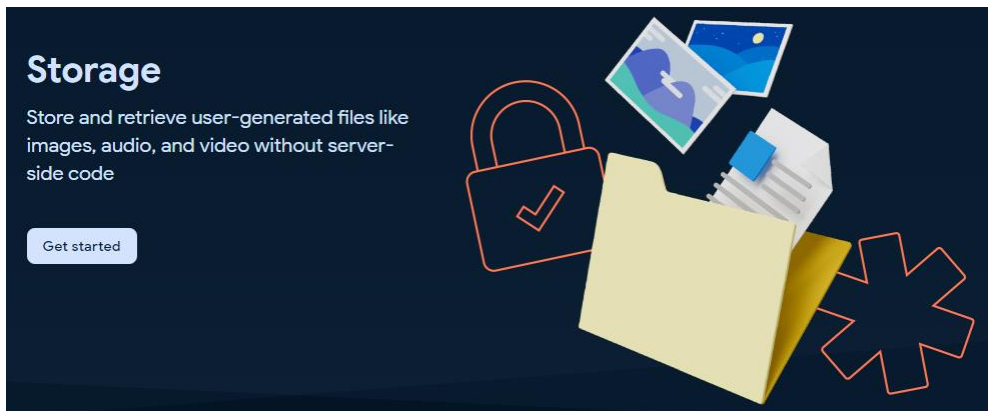 Storage
Store and retrieve user-generated files like
images, audio, and video without server-
side code
Get started